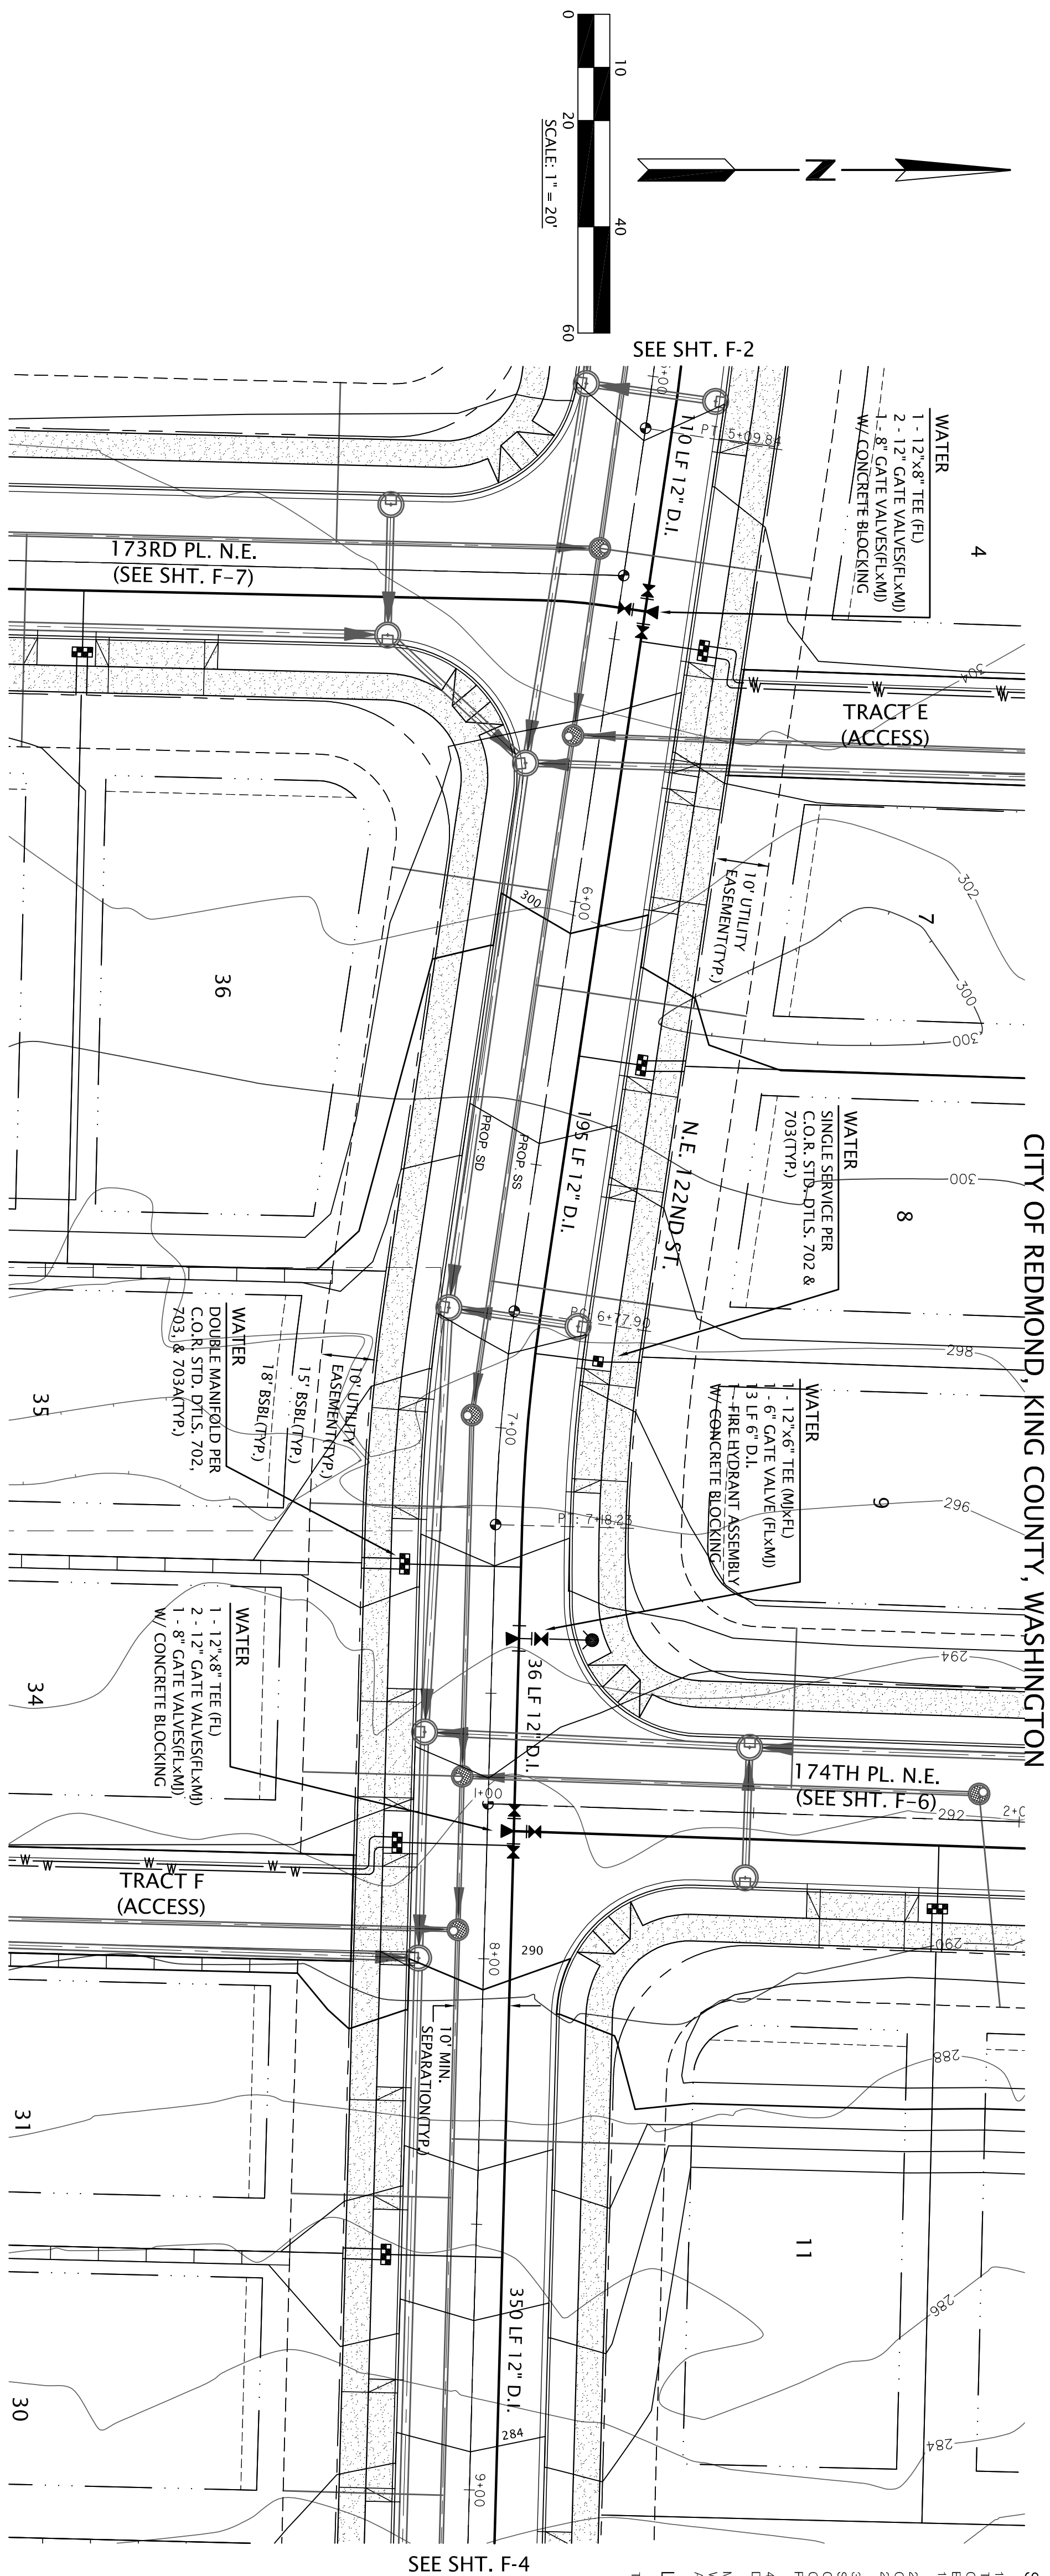 CITY OF REDMOND, KING COUNTY, WASHINGTON
0
10
20
40
60
SCALE: 1" = 20'
N
SEE SHT. F-2
WATER
1 - 12"x8" TEE (FL)
2 - 12" GATE VALVES(FLxMJ)
1 - 8" GATE VALVES(FLxMJ)
W/ CONCRETE BLOCKING
4
PT: 5+09.84
110 LF 12" D.I.
173RD PL. N.E.
(SEE SHT. F-7)
304
TRACT E
(ACCESS)
10' UTILITY
EASEMENT(TYP.)
302
7
300
300
6+00
300
36
N.E. 122ND ST.
195 LF 12" D.I.
PROP. SS
PROP. SD
WATER
SINGLE SERVICE PER
C.O.R. STD. DTLS. 702 &
703(TYP.)
300
8
298
PC: 6+77.90
WATER
DOUBLE MANIFOLD PER
C.O.R. STD. DTLS. 702,
703, & 703A(TYP.)
10' UTILITY
EASEMENT(TYP.)
15' BSBL(TYP.)
18' BSBL(TYP.)
35
7+00
WATER
1 - 12"x6" TEE (MJxFL)
1 - 6" GATE VALVE (FLxMJ)
13 LF 6" D.I.
1 - FIRE HYDRANT ASSEMBLY
W/ CONCRETE BLOCKING
9
296
PT: 7+18.23
294
36 LF 12" D.I.
WATER
1 - 12"x8" TEE (FL)
2 - 12" GATE VALVES(FLxMJ)
1 - 8" GATE VALVES(FLxMJ)
W/ CONCRETE BLOCKING
34
1+00
174TH PL. N.E.
(SEE SHT. F-6)
292
W W W W W W
W W W
TRACT F
(ACCESS)
290
8+00
290
288
10' MIN.
SEPARATION(TYP.)
31
11
286
350 LF 12" D.I.
284
284
30
9+00
SEE SHT. F-4